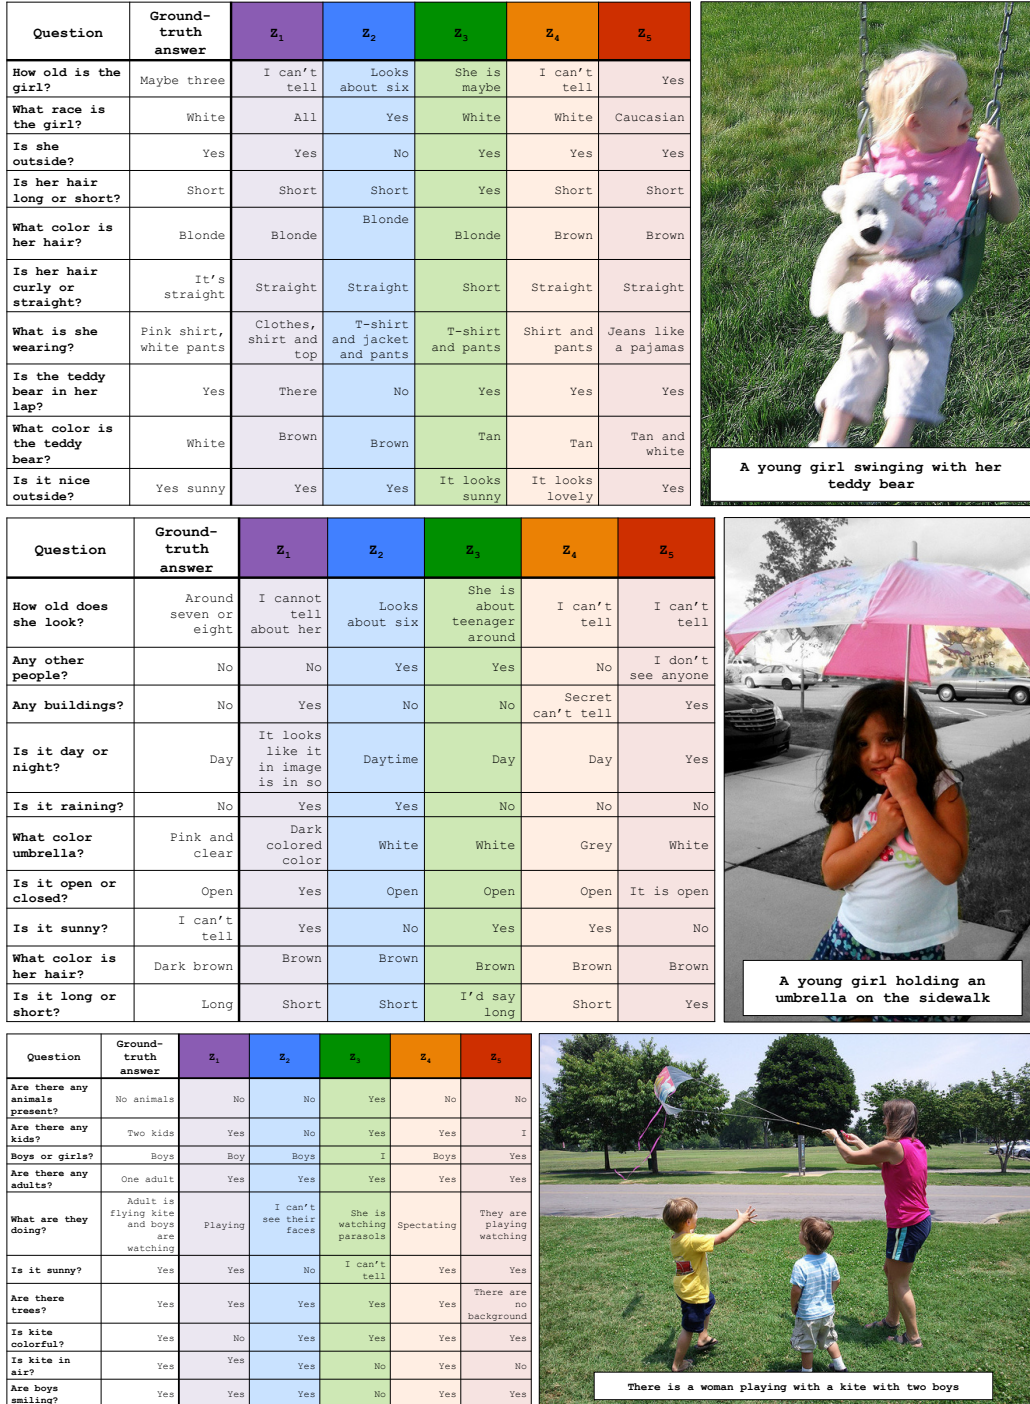 Question Ground-truth answer Z1 Z2 Z3 Z4 Z5
How old is the girl? Maybe three I can't tell Looks about six She is maybe I can't tell Yes
What race is the girl? White All Yes White White Caucasian
Is she outside? Yes Yes No Yes Yes Yes
Is her hair long or short? Short Short Short Yes Short Short
What color is her hair? Blonde Blonde Blonde Blonde Brown Brown
Is her hair curly or straight? It's straight Straight Straight Short Straight Straight
What is she wearing? Pink shirt, white pants Clothes, shirt and top T-shirt and jacket and pants T-shirt and pants Shirt and pants Jeans like a pajamas
Is the teddy bear in her lap? Yes There No Yes Yes Yes
What color is the teddy bear? White Brown Brown Tan Tan Tan and white
Is it nice outside? Yes sunny Yes Yes It looks sunny It looks lovely Yes
A young girl swinging with her
teddy bear
Question Ground-truth answer Z1 Z2 Z3 Z4 Z5
How old does she look? Around seven or eight I cannot tell about her Looks about six She is about teenager around I can't tell I can't tell
Any other people? No No Yes Yes No I don't see anyone
Any buildings? No Yes No No Secret can't tell Yes
Is it day or night? Day It looks like it in image is in so Daytime Day Day Yes
Is it raining? No Yes Yes No No No
What color umbrella? Pink and clear Dark colored color White White Grey White
Is it open or closed? Open Yes Open Open Open It is open
Is it sunny? I can't tell Yes No Yes Yes No
What color is her hair? Dark brown Brown Brown Brown Brown Brown
Is it long or short? Long Short Short I'd say long Short Yes
A young girl holding an
umbrella on the sidewalk
Question Ground-truth answer Z1 Z2 Z3 Z4 Z5
Are there any animals present? No animals No No Yes No No
Are there any kids? Two kids Yes No Yes Yes I
Boys or girls? Boys Boy Boys I Boys Yes
Are there any adults? One adult Yes Yes Yes Yes Yes
What are they doing? Adult is flying kite and boys are watching Playing I can't see their faces She is watching parasols Spectating They are playing watching
Is it sunny? Yes Yes No I can't tell Yes Yes
Are there trees? Yes Yes Yes Yes Yes There are no background
Is kite colorful? Yes No Yes Yes Yes Yes
Is kite in air? Yes Yes Yes No Yes No
Are boys smiling? Yes Yes Yes No Yes Yes
There is a woman playing with a kite with two boys